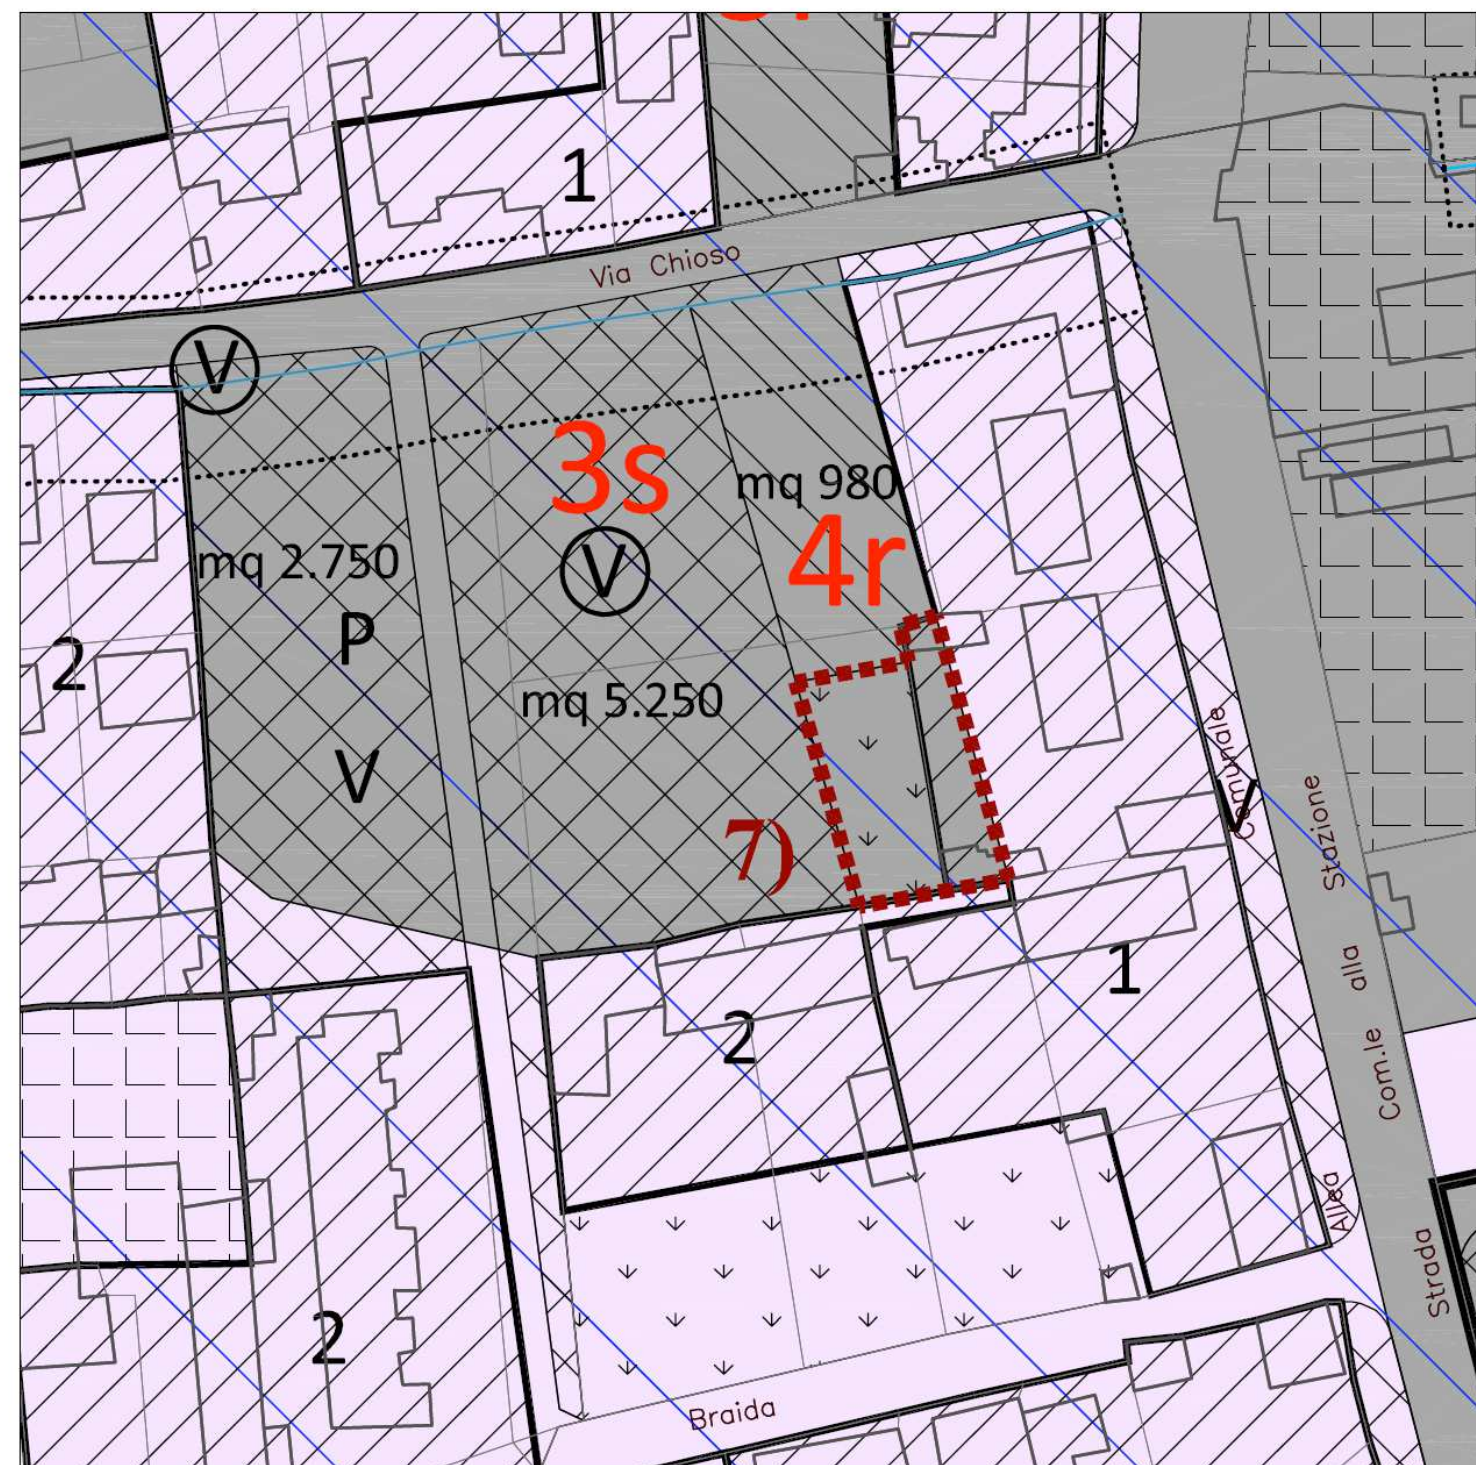 1
Via Chioso
V
3s
mq 980
V
4r
mq 2.750
P
2
mq 5.250
V
7)
V
Strada Com.le alla Stazione
Allea Comunale
1
2
2
Braida